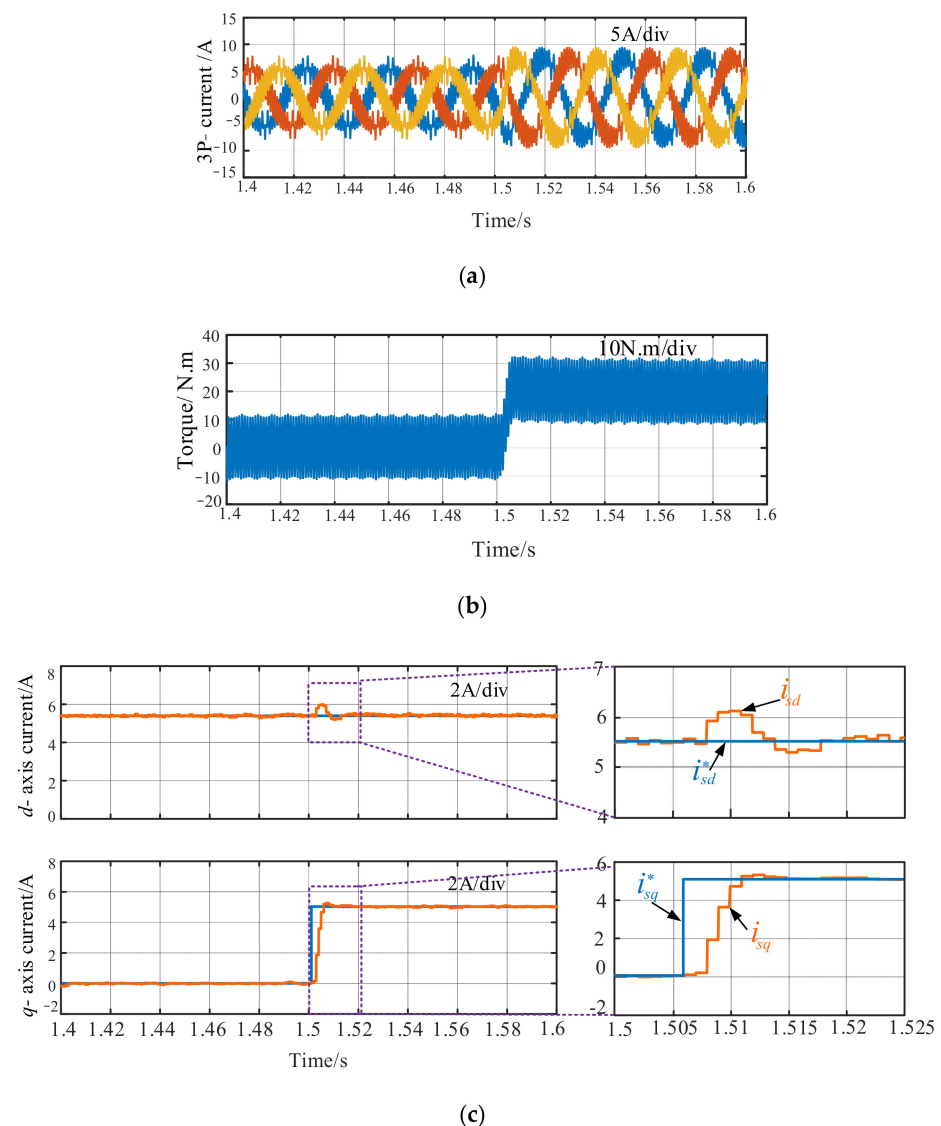 15
10
5
0
−5
−10
−15
3P- current /A
5A/div
1.4 1.42 1.44 1.46 1.48 1.5 1.52 1.54 1.56 1.58 1.6
Time/s
(a)
40
30
20
10
0
−10
−20
Torque/ N.m
10N.m/div
1.4 1.42 1.44 1.46 1.48 1.5 1.52 1.54 1.56 1.58 1.6
Time/s
(b)
8
6
4
2
0
d- axis current/A
2A/div
7
6
5
4
isd
i*sd
8
6
4
2
0
−2
q- axis current/A
2A/div
1.4 1.42 1.44 1.46 1.48 1.5 1.52 1.54 1.56 1.58 1.6
Time/s
6
4
2
0
-2
i*sq
isq
1.5 1.505 1.51 1.515 1.52 1.525
(c)